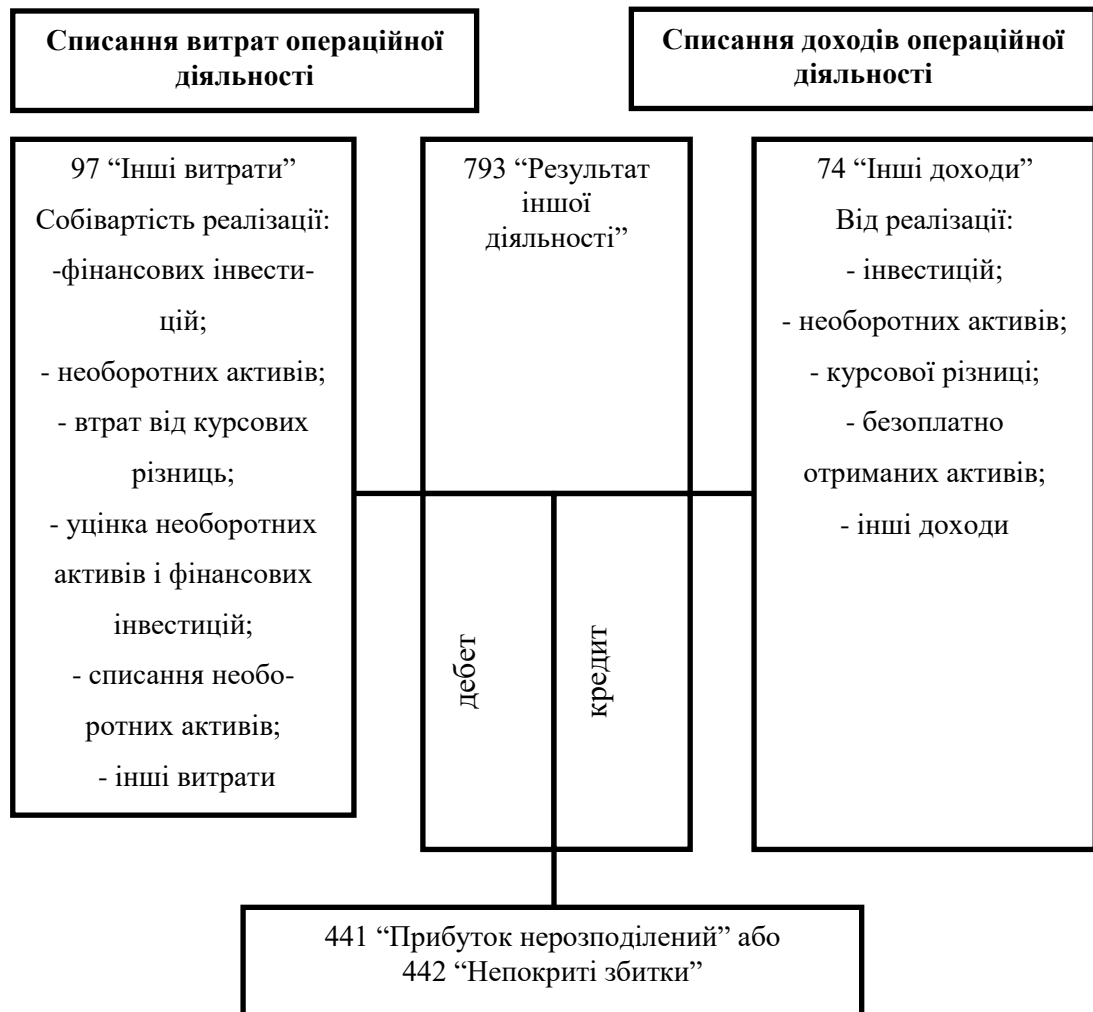 Списання витрат операційної
діяльності
Списання доходів операційної
діяльності
97 “Інші витрати”
Собівартість реалізації:
-фінансових інвести-
цій;
- необоротних активів;
- втрат від курсових
різниць;
- уцінка необоротних
активів і фінансових
інвестицій;
- списання необо-
ротних активів;
- інші витрати
793 “Результат
іншої
діяльності”
дебет
кредит
74 “Інші доходи”
Від реалізації:
- інвестицій;
- необоротних активів;
- курсової різниці;
- безоплатно
отриманих активів;
- інші доходи
441 “Прибуток нерозподілений” або
442 “Непокриті збитки”